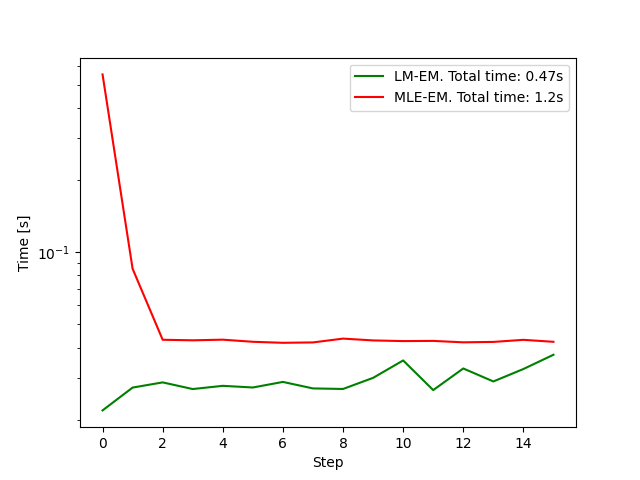 LM-EM. Total time: 0.47s
MLE-EM. Total time: 1.2s
Time [s]
10⁻¹
0 2 4 6 8 10 12 14
Step